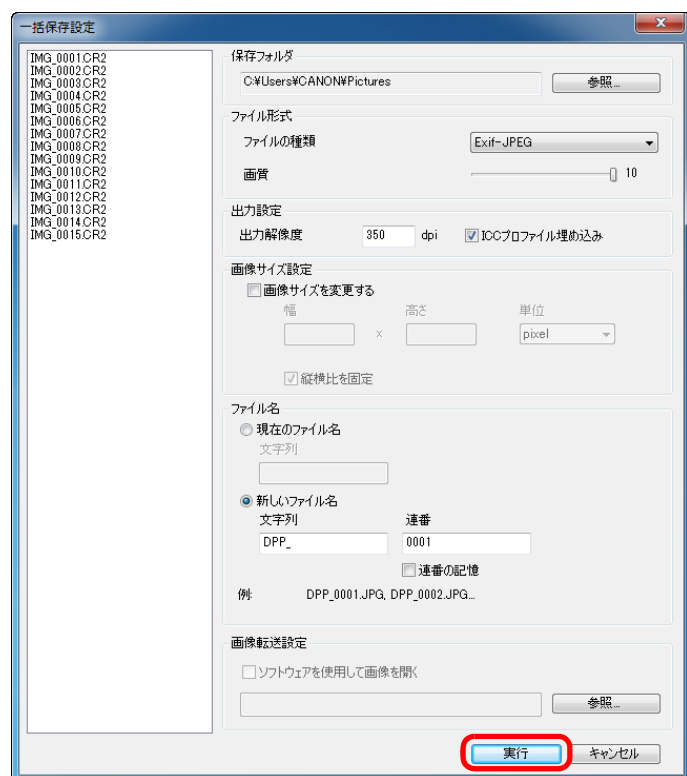 一括保存設定
IMG_0001.CR2
IMG_0002.CR2
IMG_0003.CR2
IMG_0004.CR2
IMG_0005.CR2
IMG_0006.CR2
IMG_0007.CR2
IMG_0008.CR2
IMG_0009.CR2
IMG_0010.CR2
IMG_0011.CR2
IMG_0012.CR2
IMG_0013.CR2
IMG_0014.CR2
IMG_0015.CR2
保存フォルダ
C:¥Users¥CANON¥Pictures 参照...
ファイル形式
ファイルの種類 Exif-JPEG
画質 10
出力設定
出力解像度 350 dpi ICCプロファイル埋め込み
画像サイズ設定
画像サイズを変更する
幅 高さ 単位
× pixel
縦横比を固定
ファイル名
現在のファイル名
文字列
新しいファイル名
文字列 連番
DPP_ 0001
連番の記憶
例: DPP_0001.JPG, DPP_0002.JPG...
画像転送設定
ソフトウェアを使用して画像を開く
参照...
実行 キャンセル